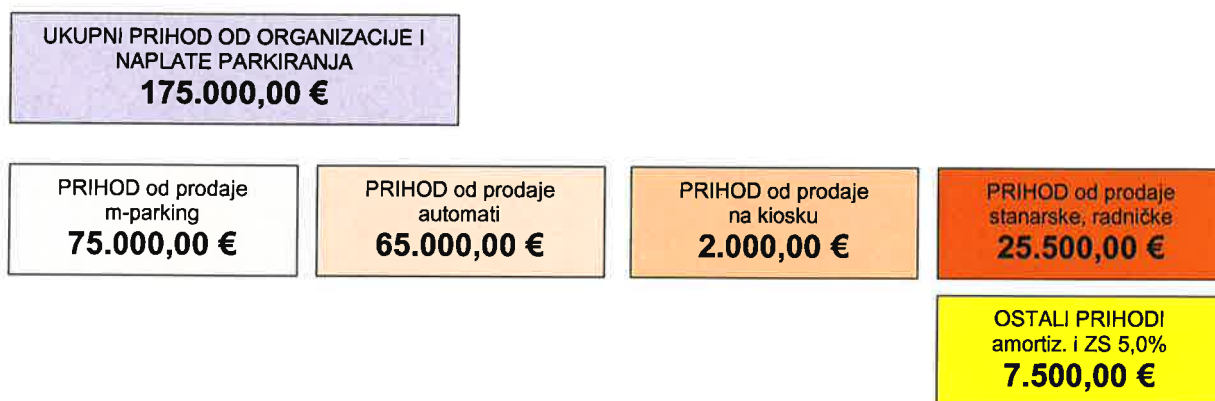 UKUPNI PRIHOD OD ORGANIZACIJE I
NAPLATE PARKIRANJA
175.000,00 €
PRIHOD od prodaje
m-parking
75.000,00 €
PRIHOD od prodaje
automati
65.000,00 €
PRIHOD od prodaje
na kiosku
2.000,00 €
PRIHOD od prodaje
stanarske, radničke
25.500,00 €
OSTALI PRIHODI
amortiz. i ZS 5,0%
7.500,00 €